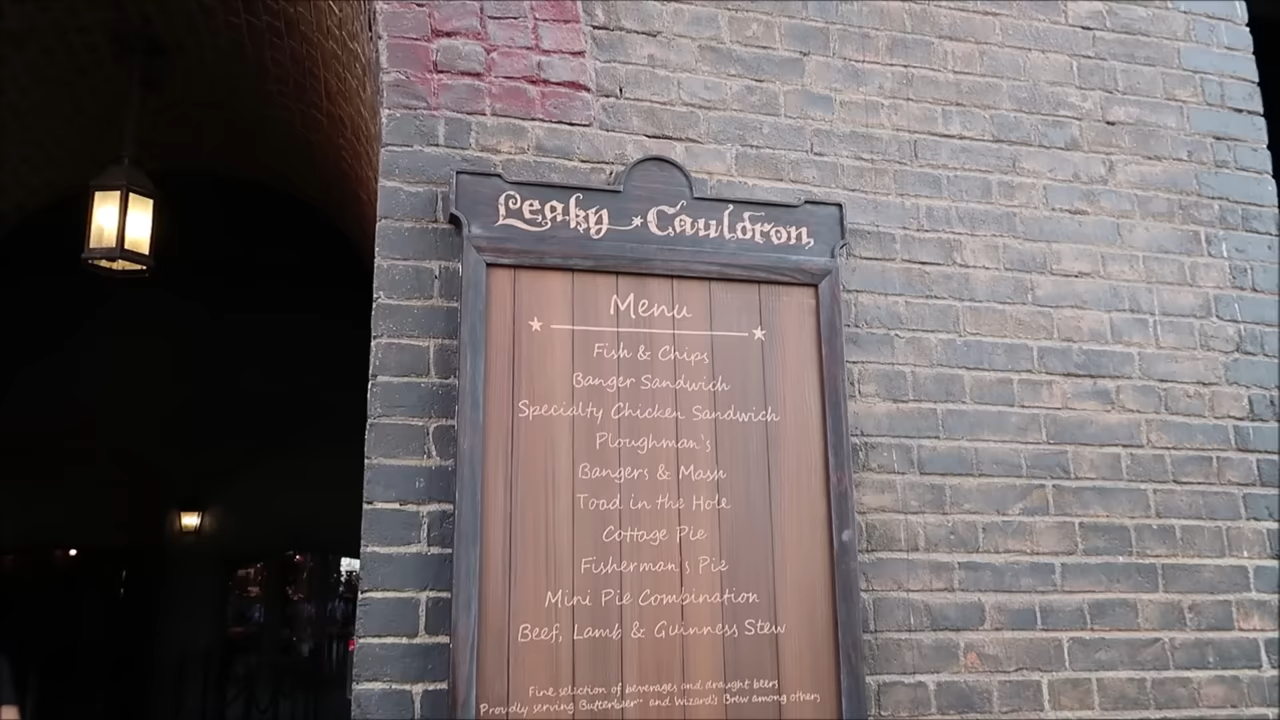 Leaky Cauldron
Menu
Fish & Chips
Banger Sandwich
Specialty Chicken Sandwich
Ploughman's
Bangers & Mash
Toad in the Hole
Cottage Pie
Fisherman's Pie
Mini Pie Combination
Beef, Lamb & Guinness Stew
Fine selection of beverages and draught beers
Proudly serving Butterbeer™ and Wizard's Brew among others